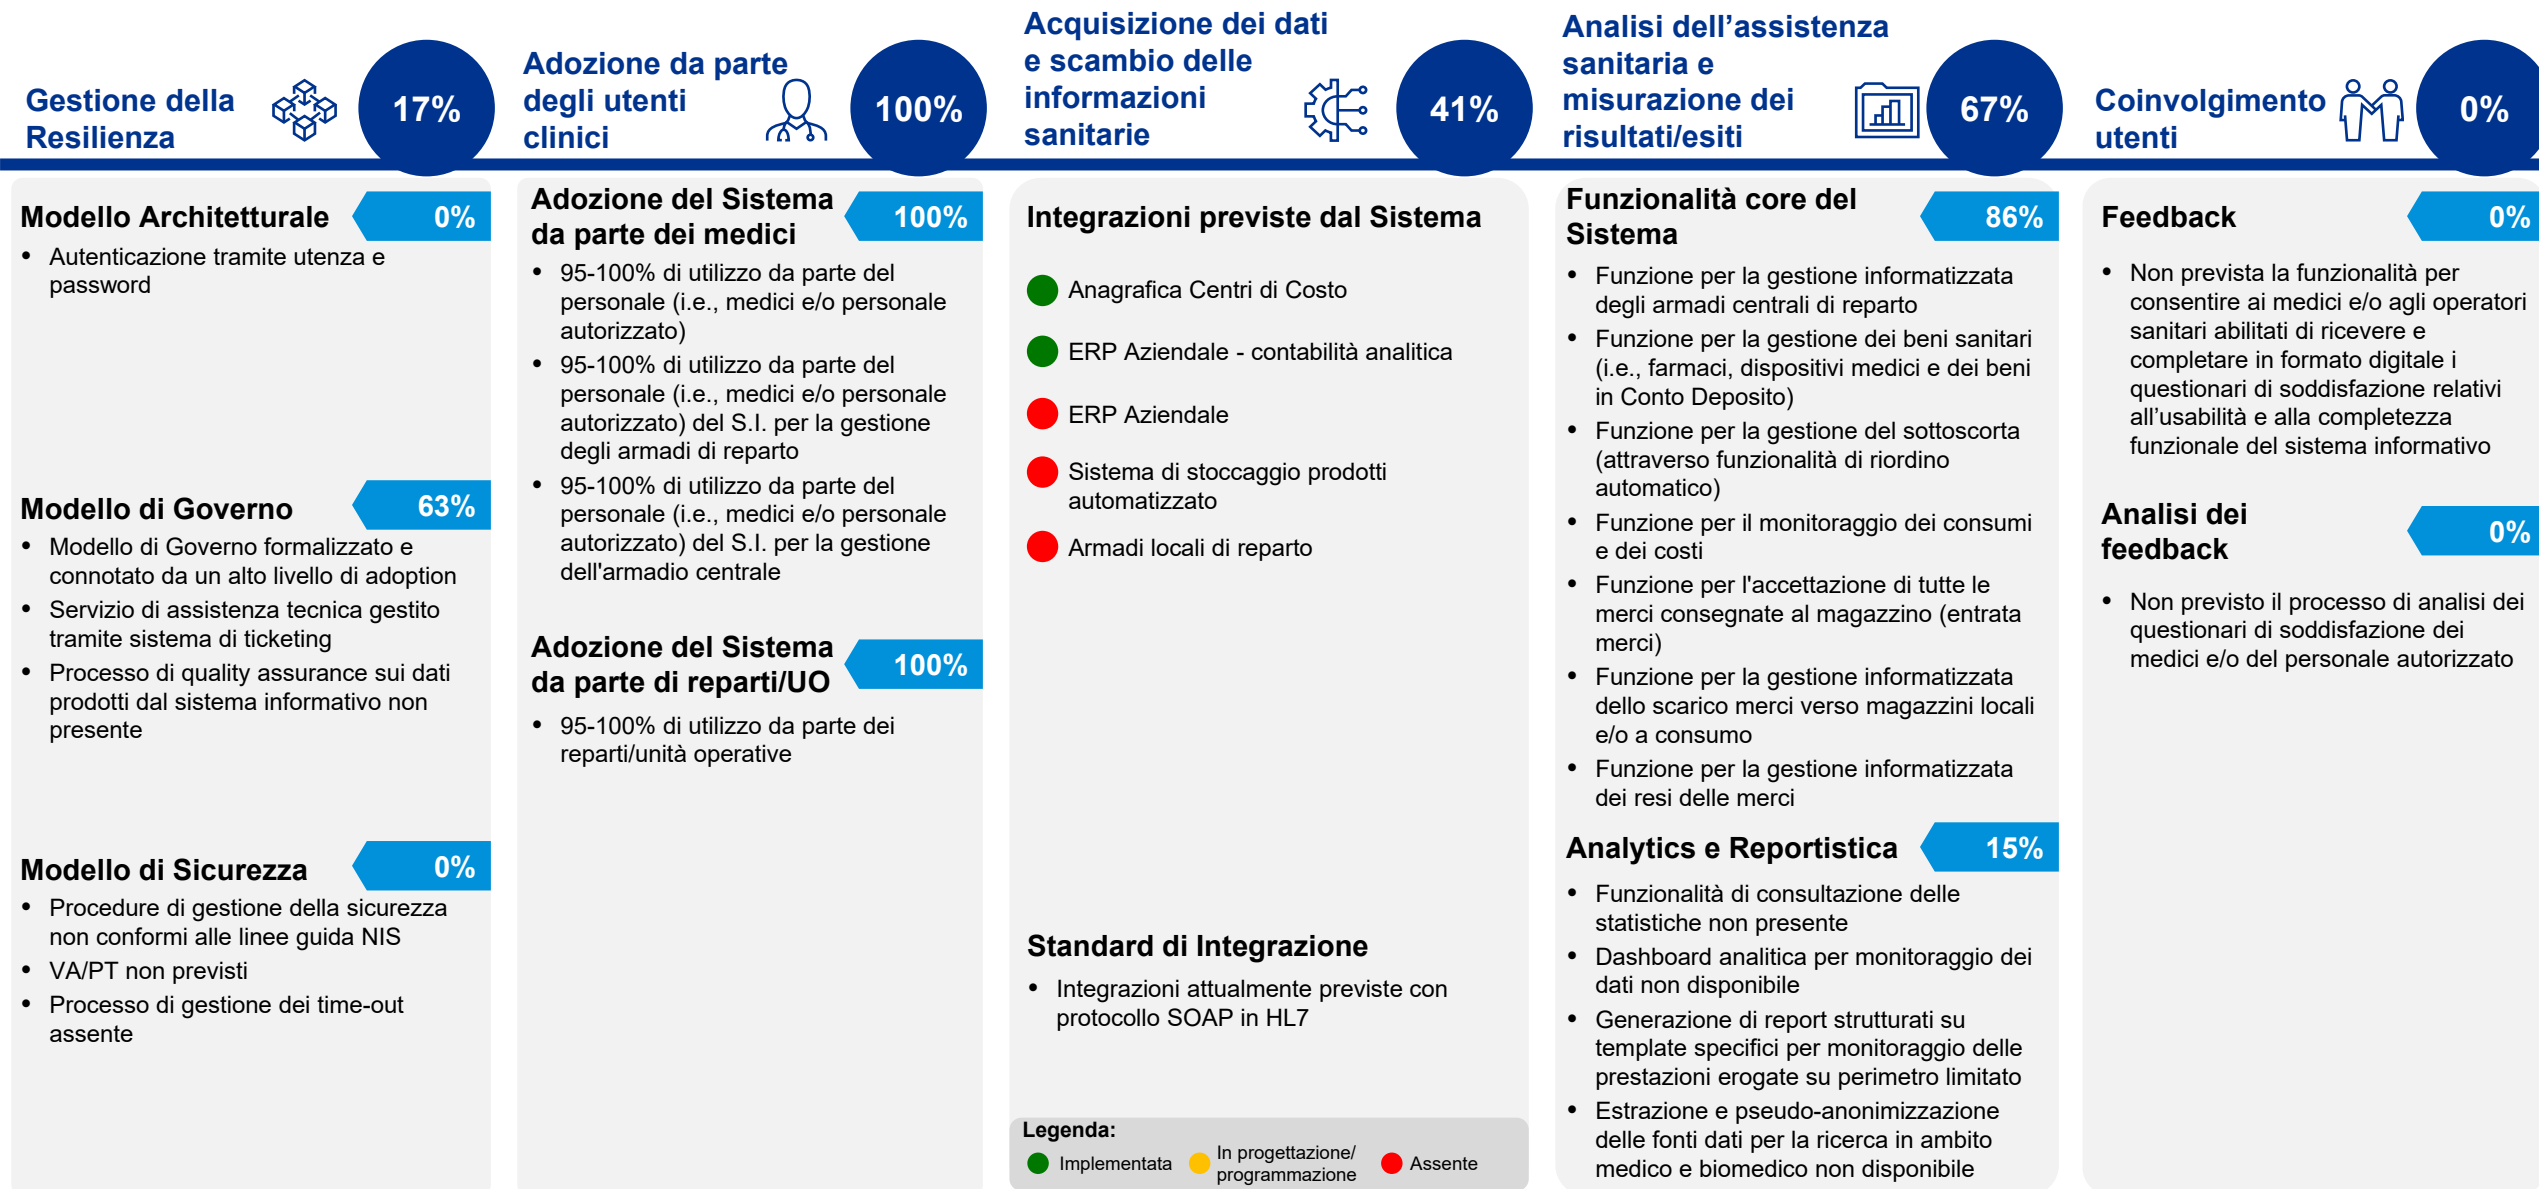 Gestione della
Resilienza
17%
Adozione da parte
degli utenti
clinici
100%
Acquisizione dei dati
e scambio delle
informazioni
sanitarie
41%
Analisi dell’assistenza
sanitaria e
misurazione dei
risultati/esiti
67%
Coinvolgimento
utenti
0%
Modello Architetturale
0%
• Autenticazione tramite utenza e
password
Modello di Governo
63%
• Modello di Governo formalizzato e
connotato da un alto livello di adoption
• Servizio di assistenza tecnica gestito
tramite sistema di ticketing
• Processo di quality assurance sui dati
prodotti dal sistema informativo non
presente
Modello di Sicurezza
0%
• Procedure di gestione della sicurezza
non conformi alle linee guida NIS
• VA/PT non previsti
• Processo di gestione dei time-out
assente
Adozione del Sistema
da parte dei medici
100%
• 95-100% di utilizzo da parte del
personale (i.e., medici e/o personale
autorizzato)
• 95-100% di utilizzo da parte del
personale (i.e., medici e/o personale
autorizzato) del S.I. per la gestione
degli armadi di reparto
• 95-100% di utilizzo da parte del
personale (i.e., medici e/o personale
autorizzato) del S.I. per la gestione
dell'armadio centrale
Adozione del Sistema
da parte di reparti/UO
100%
• 95-100% di utilizzo da parte dei
reparti/unità operative
Integrazioni previste dal Sistema
Anagrafica Centri di Costo
ERP Aziendale - contabilità analitica
ERP Aziendale
Sistema di stoccaggio prodotti
automatizzato
Armadi locali di reparto
Standard di Integrazione
• Integrazioni attualmente previste con
protocollo SOAP in HL7
Legenda:
Implementata
In progettazione/
programmazione
Assente
Funzionalità core del
Sistema
86%
• Funzione per la gestione informatizzata
degli armadi centrali di reparto
• Funzione per la gestione dei beni sanitari
(i.e., farmaci, dispositivi medici e dei beni
in Conto Deposito)
• Funzione per la gestione del sottoscorta
(attraverso funzionalità di riordino
automatico)
• Funzione per il monitoraggio dei consumi
e dei costi
• Funzione per l'accettazione di tutte le
merci consegnate al magazzino (entrata
merci)
• Funzione per la gestione informatizzata
dello scarico merci verso magazzini locali
e/o a consumo
• Funzione per la gestione informatizzata
dei resi delle merci
Analytics e Reportistica
15%
• Funzionalità di consultazione delle
statistiche non presente
• Dashboard analitica per monitoraggio dei
dati non disponibile
• Generazione di report strutturati su
template specifici per monitoraggio delle
prestazioni erogate su perimetro limitato
• Estrazione e pseudo-anonimizzazione
delle fonti dati per la ricerca in ambito
medico e biomedico non disponibile
Feedback
0%
• Non prevista la funzionalità per
consentire ai medici e/o agli operatori
sanitari abilitati di ricevere e
completare in formato digitale i
questionari di soddisfazione relativi
all’usabilità e alla completezza
funzionale del sistema informativo
Analisi dei
feedback
0%
• Non previsto il processo di analisi dei
questionari di soddisfazione dei
medici e/o del personale autorizzato